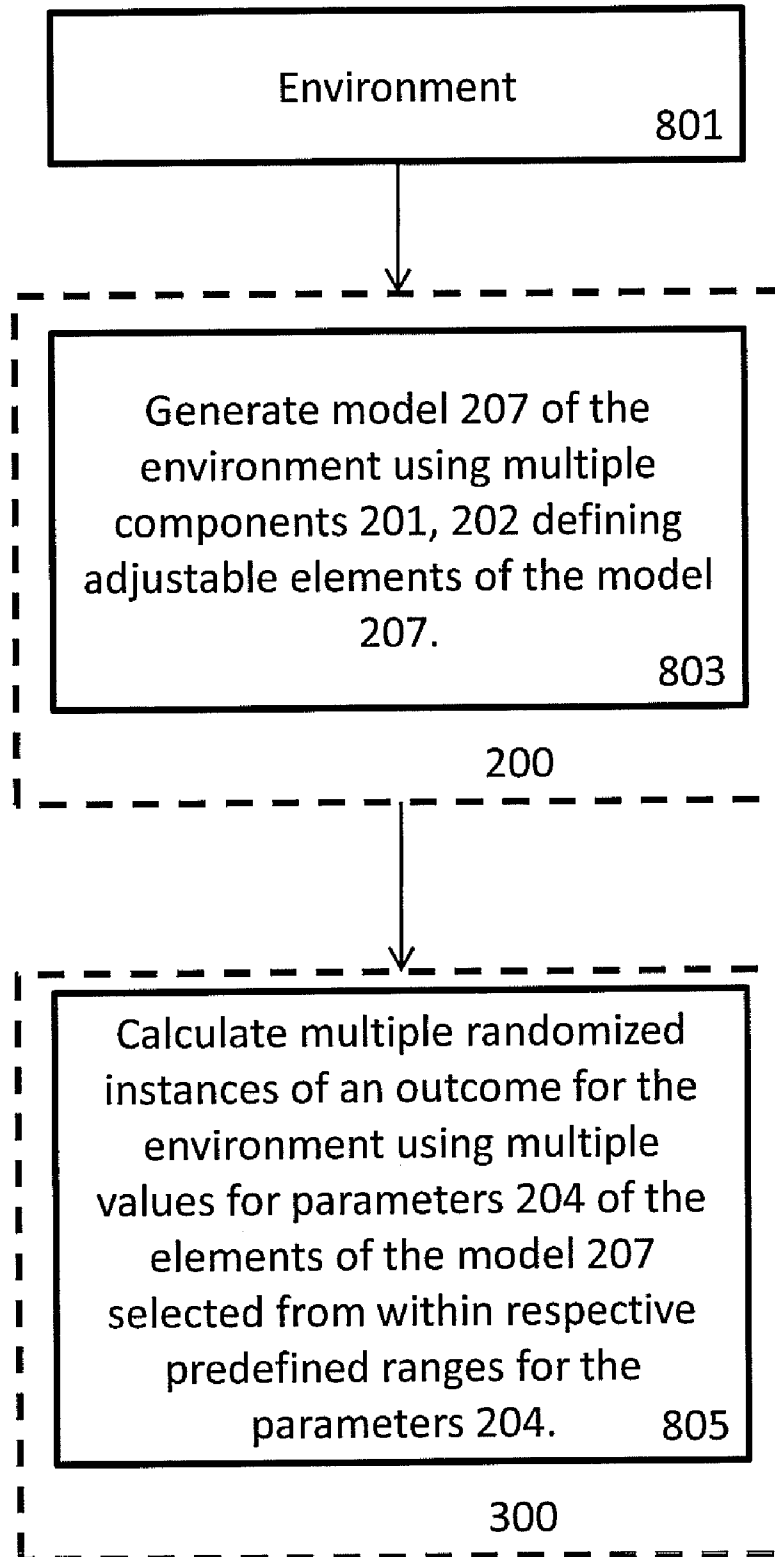 Environment
801
Generate model 207 of the
environment using multiple
components 201, 202 defining
adjustable elements of the model
207.
803
200
Calculate multiple randomized
instances of an outcome for the
environment using multiple
values for parameters 204 of the
elements of the model 207
selected from within respective
predefined ranges for the
parameters 204.
805
300